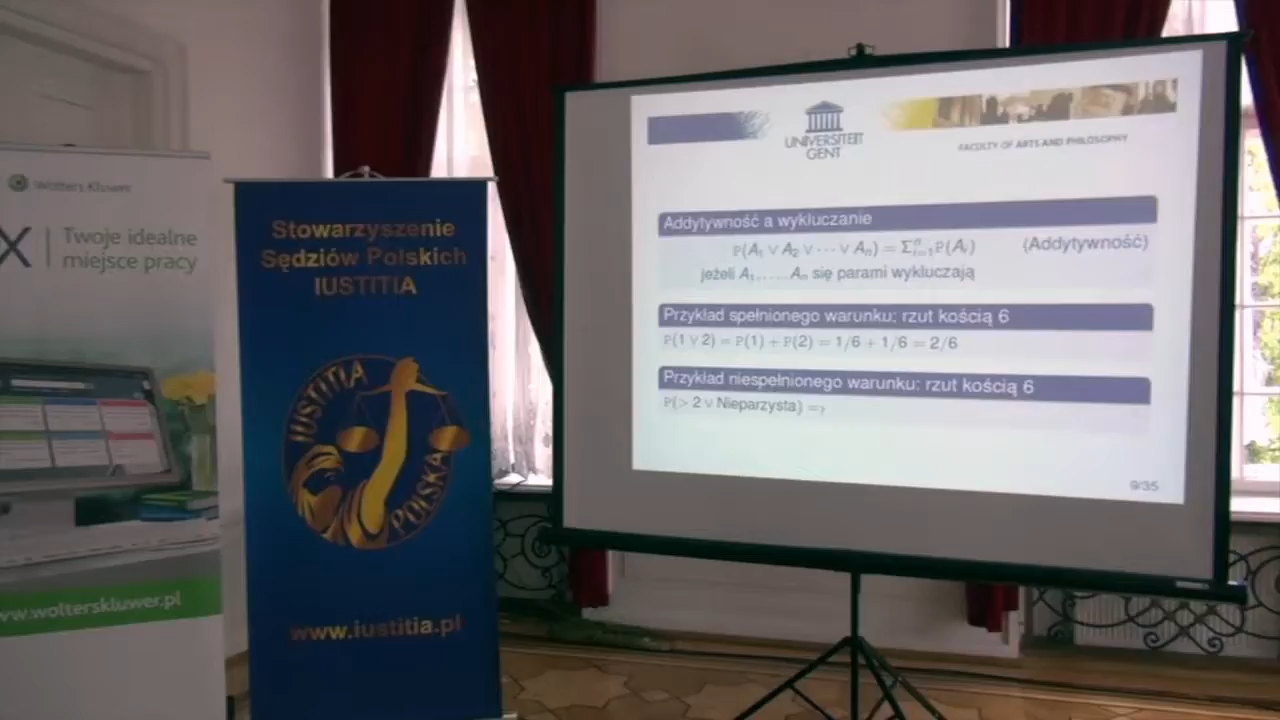 Wolters Kluwer
X | Twoje idealne
miejsce pracy
www.wolterskluwer.pl
Stowarzyszenie
Sędziów Polskich
IUSTITIA
IUSTITIA
POLSKA
www.iustitia.pl
UNIVERSITEIT
GENT
FACULTY OF ARTS AND PHILOSOPHY
Addytywność a wykluczanie
P(A₁ ∨ A₂ ∨ ··· ∨ Aₙ) = Σⁿᵢ₌₁P(Aᵢ) (Addytywność)
jeżeli A₁, . . . , Aₙ się parami wykluczają
Przykład spełnionego warunku: rzut kością 6
P(1 ∨ 2) = P(1) + P(2) = 1/6 + 1/6 = 2/6
Przykład niespełnionego warunku: rzut kością 6
P(> 2 ∨ Nieparzysta) =?
9/35